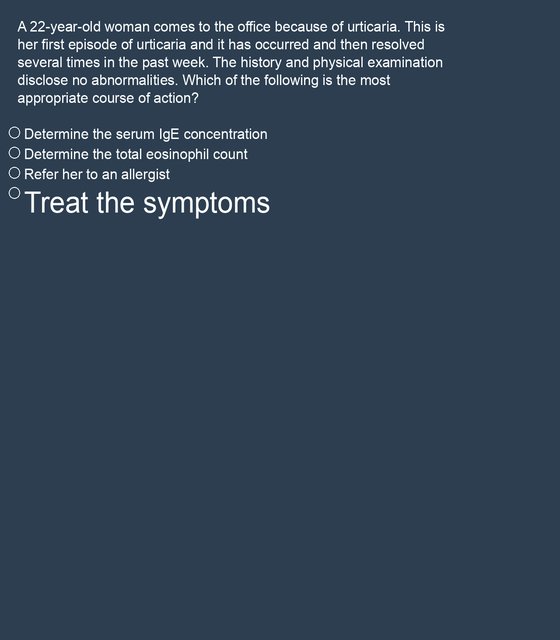 A 22-year-old woman comes to the office because of urticaria. This is
her first episode of urticaria and it has occurred and then resolved
several times in the past week. The history and physical examination
disclose no abnormalities. Which of the following is the most
appropriate course of action?
Determine the serum IgE concentration
Determine the total eosinophil count
Refer her to an allergist
Treat the symptoms